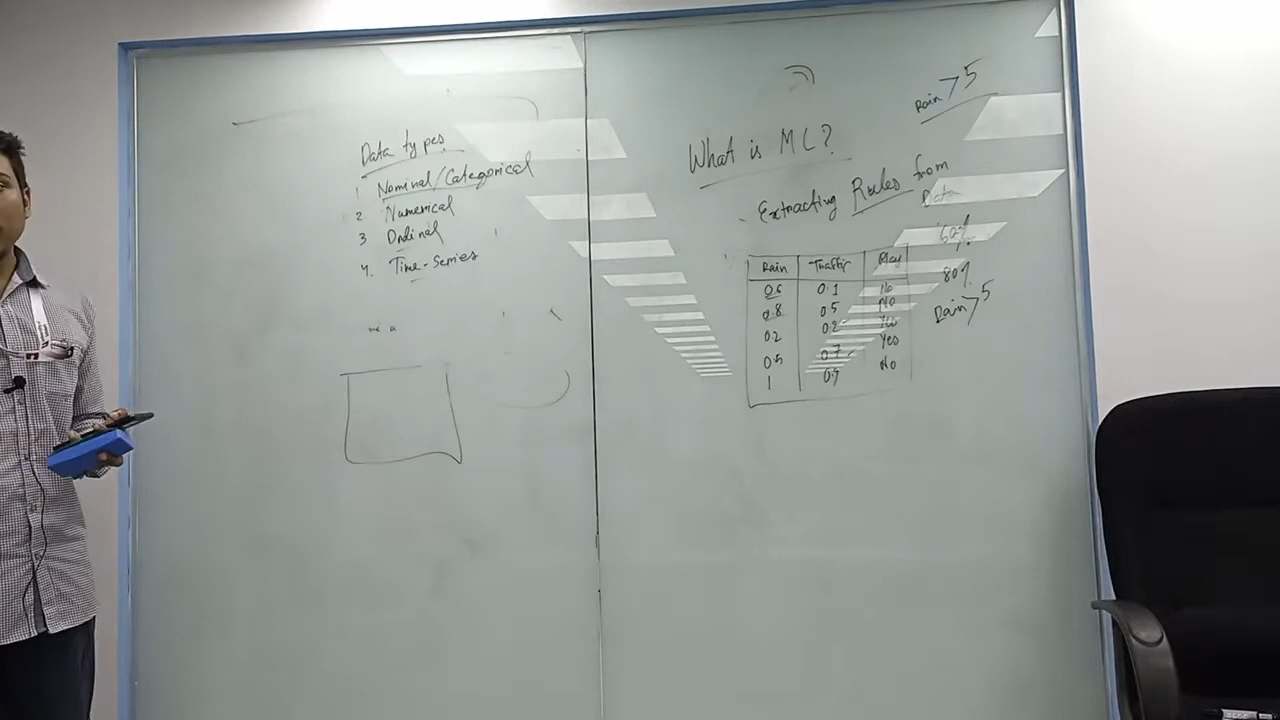 Data types
1 Nominal/Categorical
2 Numerical
3 Ordinal
4. Time-Series
Rain > 5
What is ML?
Extracting Rules from
Data
Rain Traffic Play
0.6 0.1 No
0.8 0.5 No
0.2 0.2 Yes
0.5 0.7 Yes
1 0.9 No
80%
Rain > 5